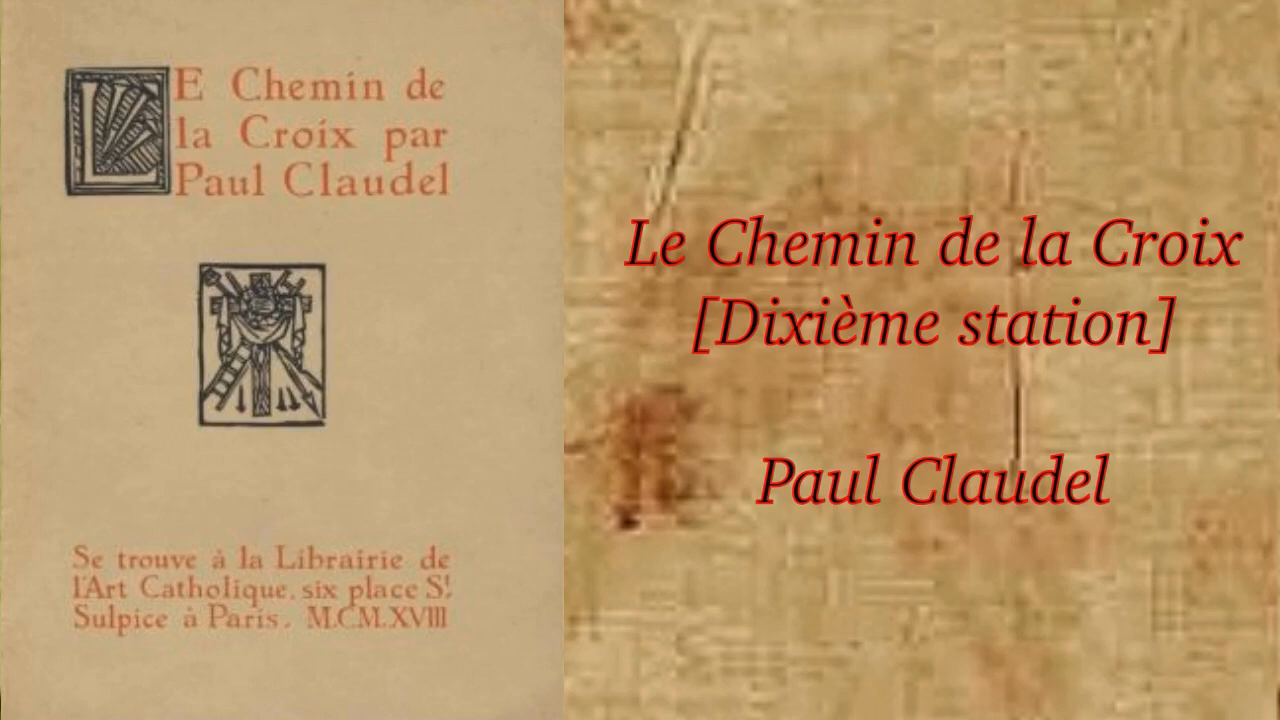 LE Chemin de
la Croix par
Paul Claudel
Se trouve à la Librairie de
l'Art Catholique, six place St
Sulpice à Paris. M.CM.XVIII
Le Chemin de la Croix
[Dixième station]
Paul Claudel